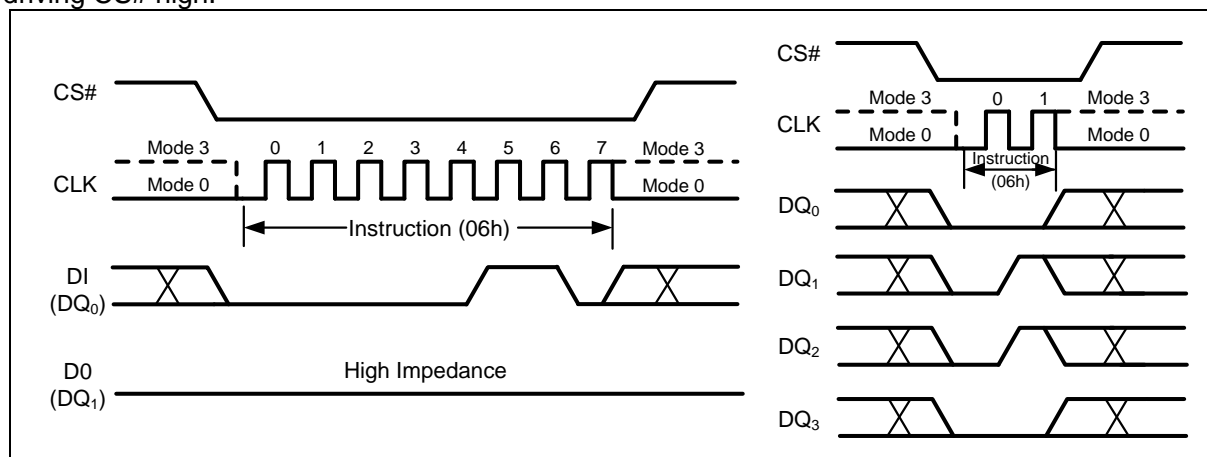 driving CS# high.
CS#
Mode 3
0 1 2 3 4 5 6 7
Mode 3
CLK
Mode 0
Mode 0
Instruction (06h)
DI
(DQ0)
D0
(DQ1)
High Impedance
CS#
Mode 3
0 1
Mode 3
CLK
Mode 0
Mode 0
Instruction
(06h)
DQ0
DQ1
DQ2
DQ3